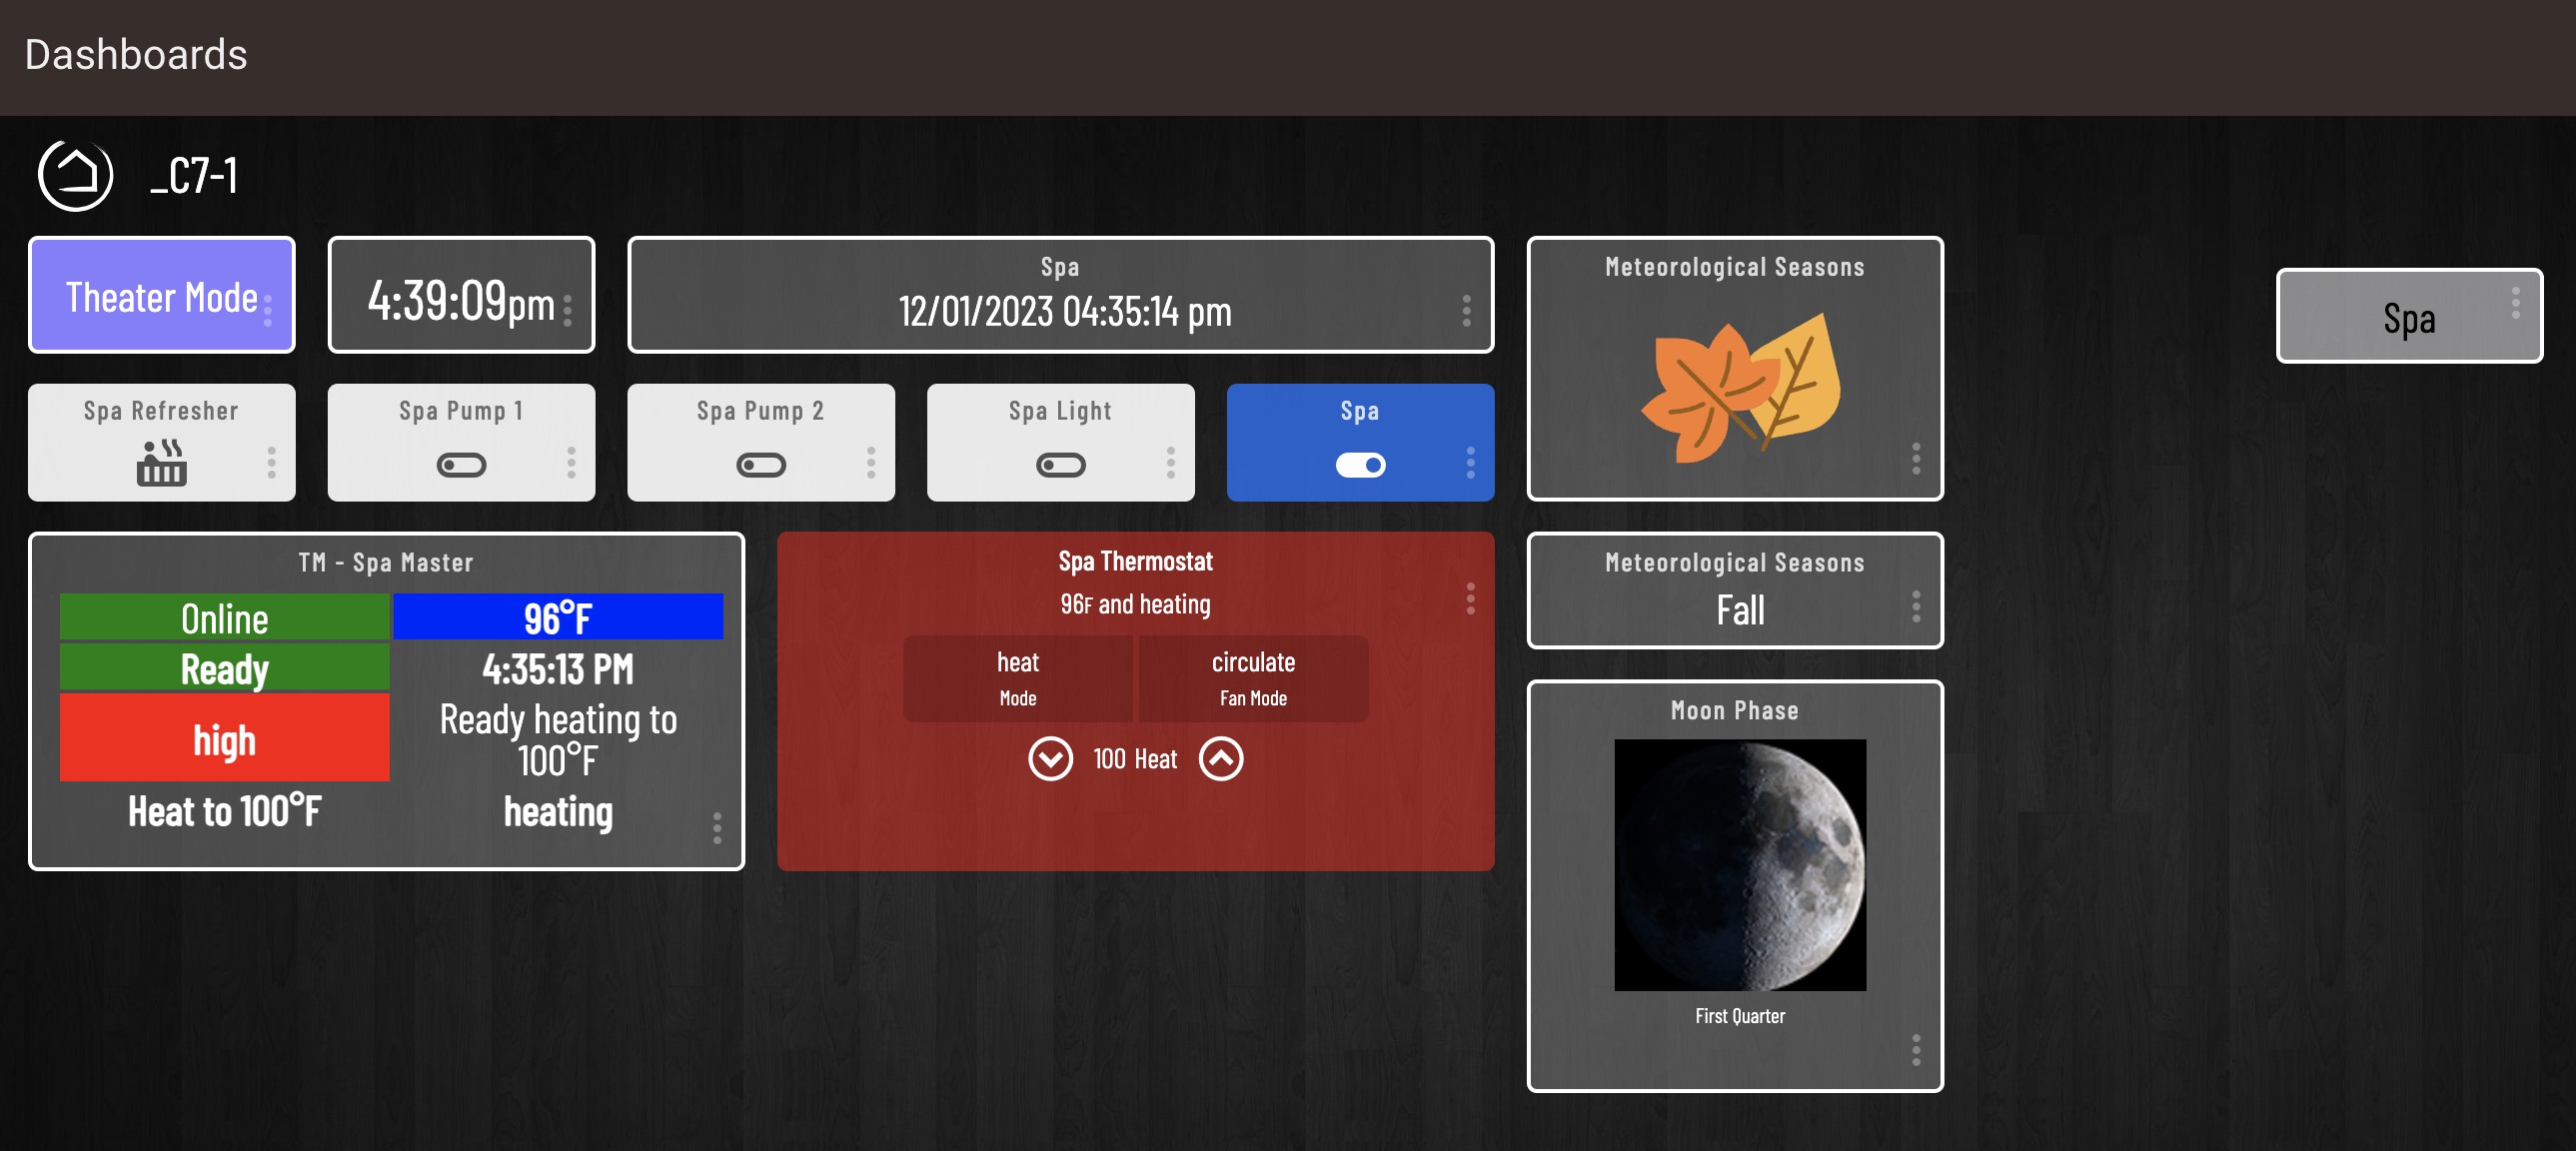 Dashboards
_C7-1
Theater Mode
4:39:09pm
Spa
12/01/2023 04:35:14 pm
Meteorological Seasons
Spa
Spa Refresher
Spa Pump 1
Spa Pump 2
Spa Light
Spa
TM - Spa Master
Online
96°F
Ready
4:35:13 PM
high
Ready heating to
100°F
Heat to 100°F
heating
Spa Thermostat
96F and heating
heat
Mode
circulate
Fan Mode
100 Heat
Meteorological Seasons
Fall
Moon Phase
First Quarter